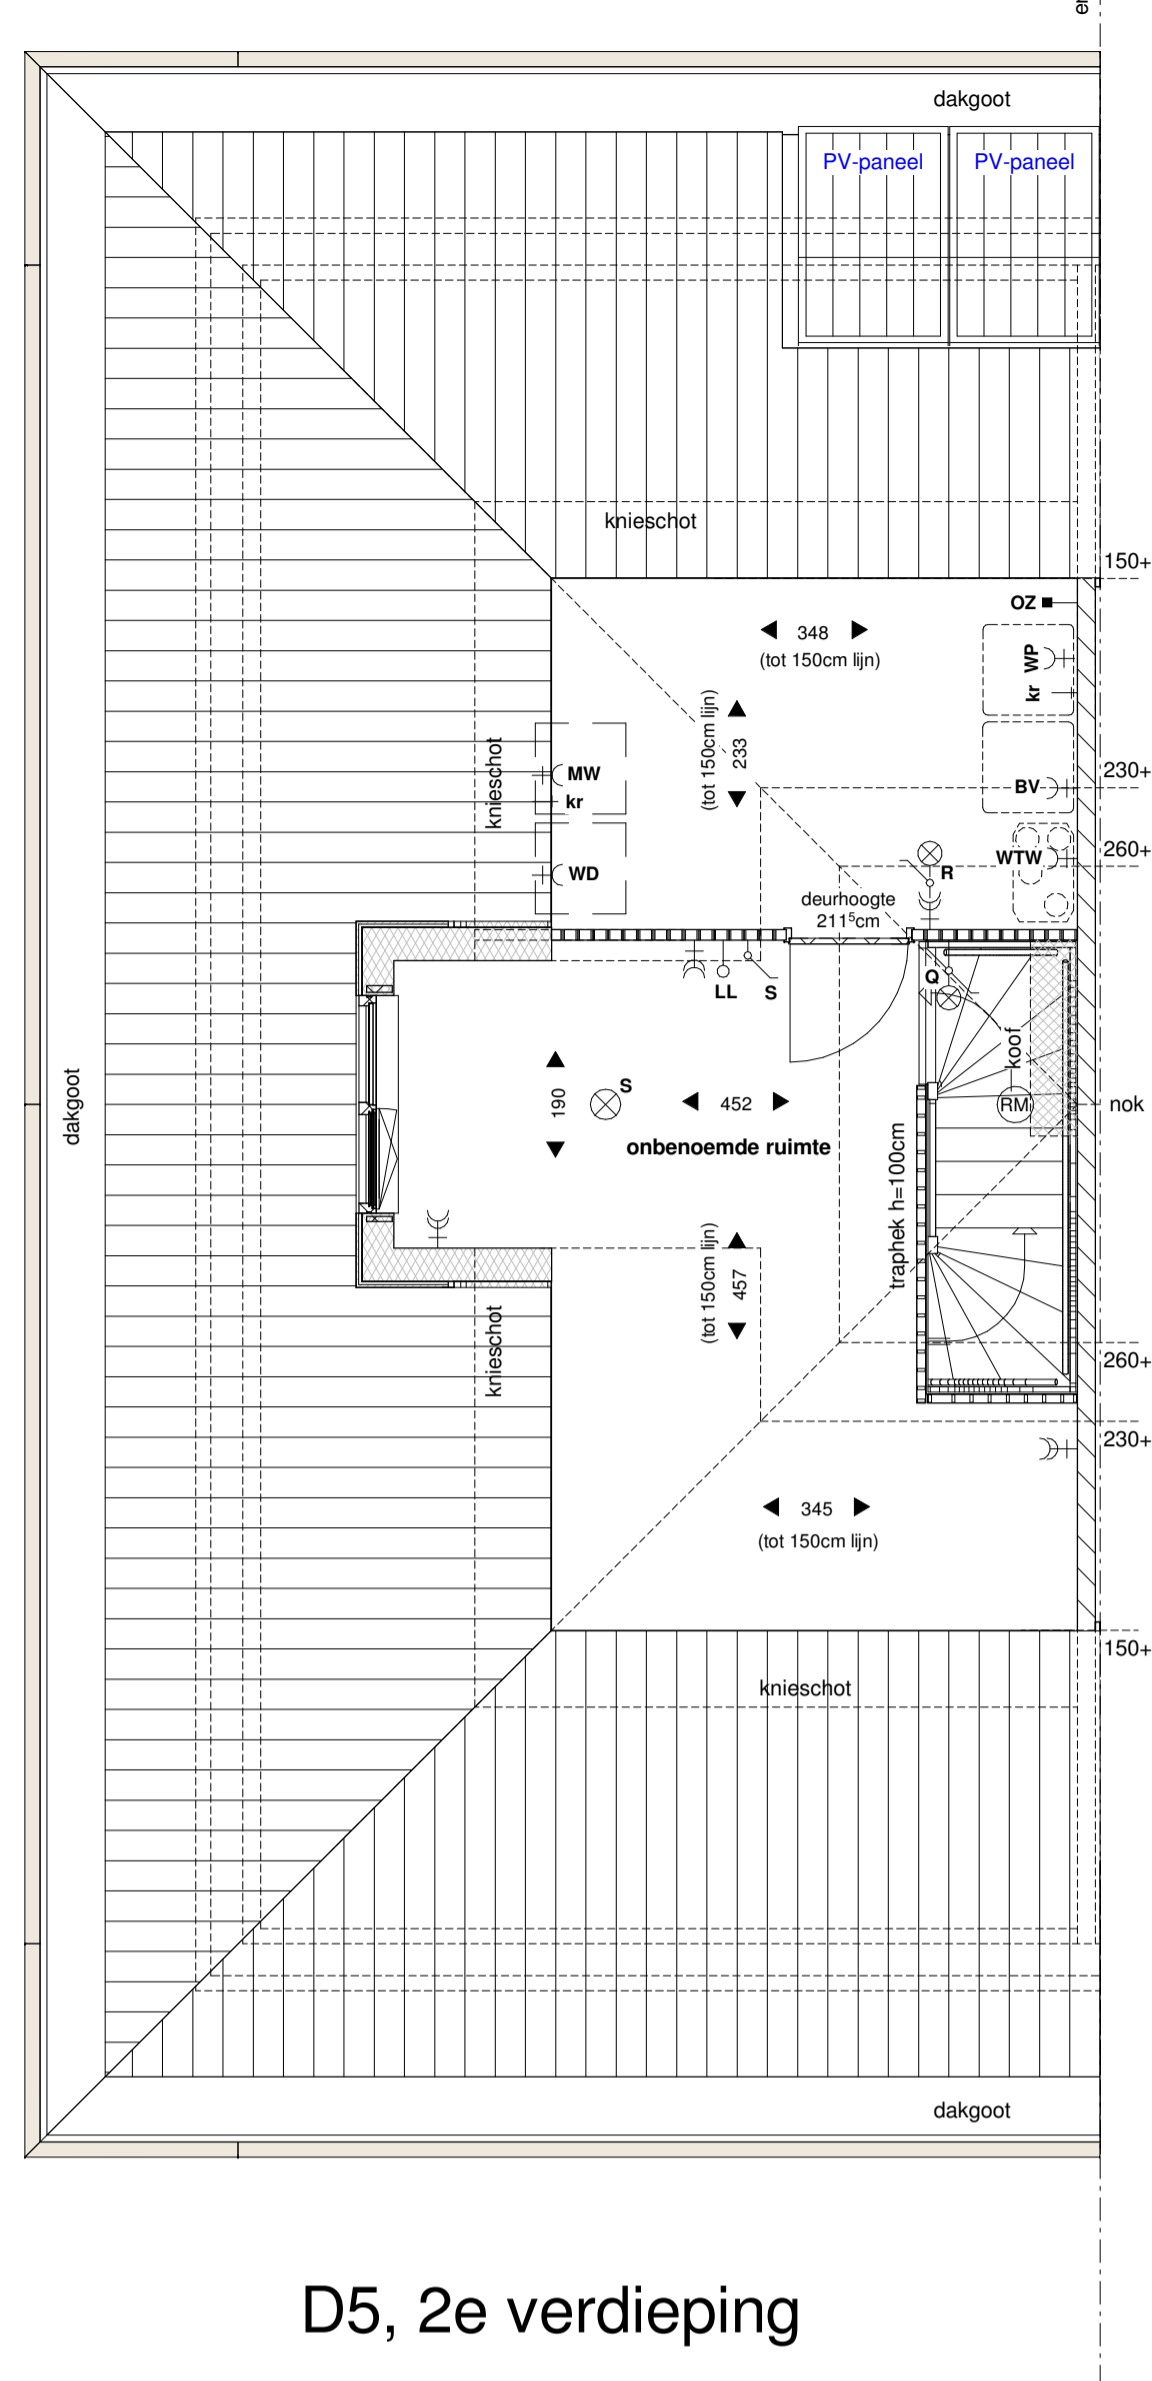 er
dakgoot
PV-paneel
PV-paneel
knieschot
150+
OZ
348
(tot 150cm lijn)
WP
kr
(tot 150cm lijn)
233
knieschot
MW
kr
230+
BV
WD
260+
WTW
R
deurhoogte
211⁵cm
Q
LL
S
koof
dakgoot
190
S
452
RM
nok
onbenoemde ruimte
traphek h=100cm
(tot 150cm lijn)
457
knieschot
260+
230+
345
(tot 150cm lijn)
150+
knieschot
dakgoot
D5, 2e verdieping